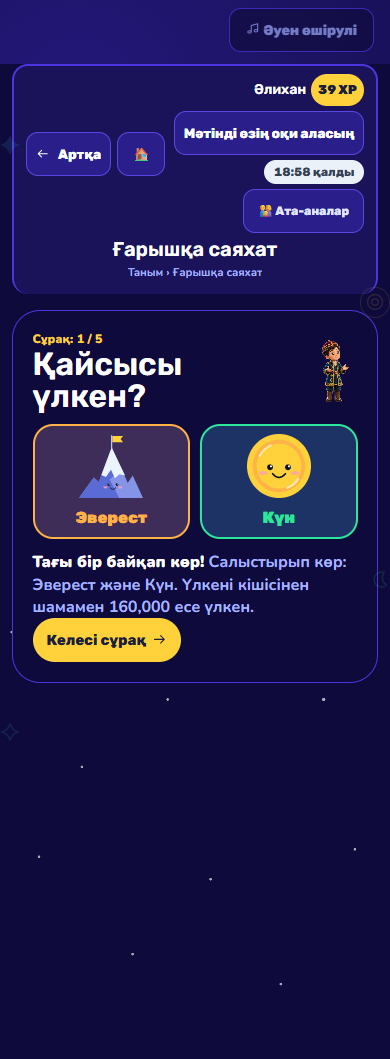 Әуен өшірулі
Әлихан 39 XP
Мәтінді өзің оқи аласың
← Артқа
18:58 қалды
Ата-аналар
Ғарышқа саяхат
Таным › Ғарышқа саяхат
Сұрақ: 1 / 5
Қайсысы
үлкен?
Эверест
Күн
Тағы бір байқап көр! Салыстырып көр:
Эверест және Күн. Үлкені кішісінен
шамамен 160,000 есе үлкен.
Келесі сұрақ →